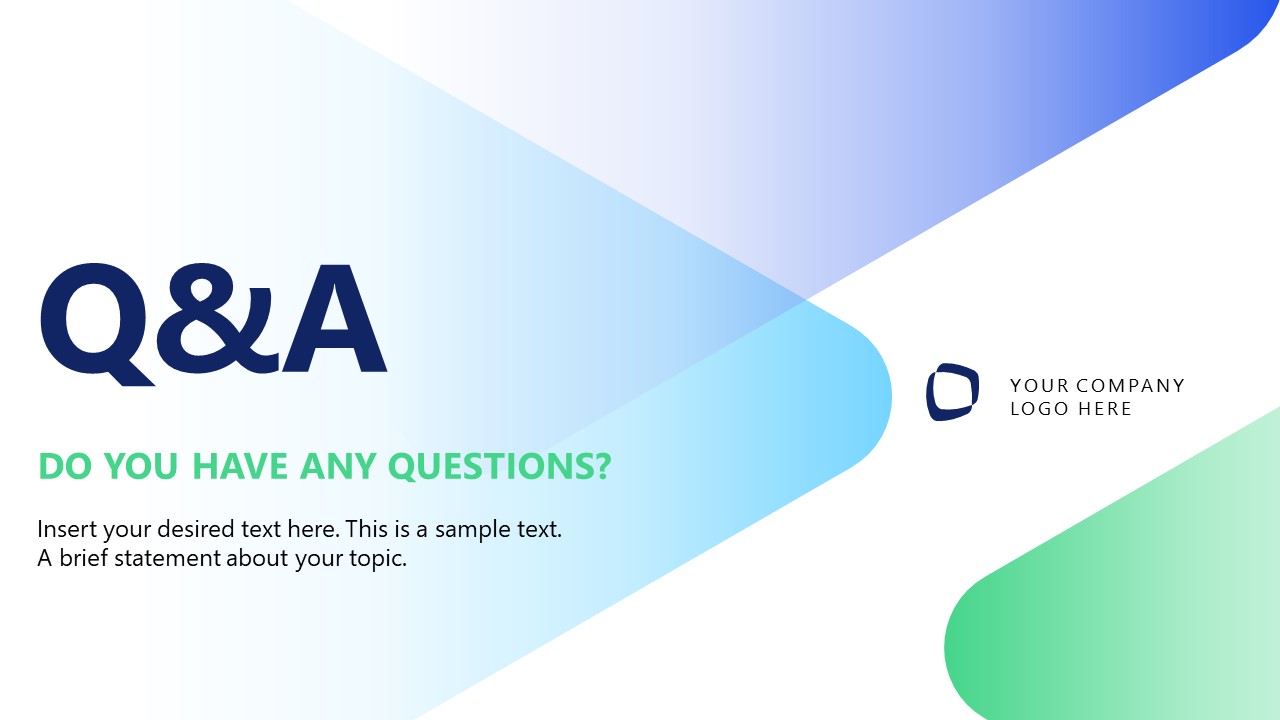 Q&A
DO YOU HAVE ANY QUESTIONS?
Insert your desired text here. This is a sample text.
A brief statement about your topic.
YOUR COMPANY
LOGO HERE